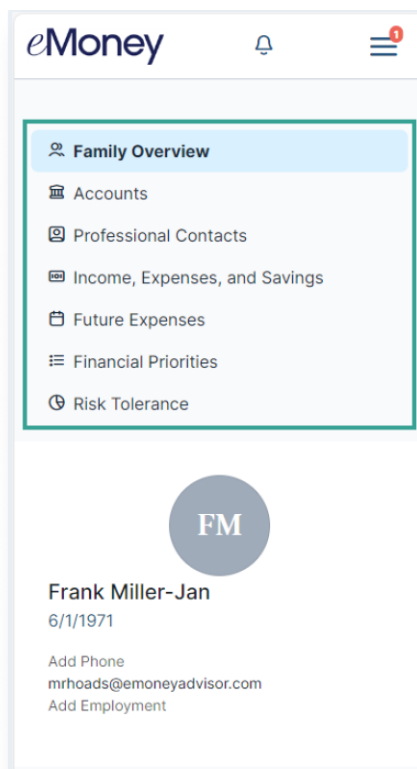 eMoney
1
Family Overview
Accounts
Professional Contacts
Income, Expenses, and Savings
Future Expenses
Financial Priorities
Risk Tolerance
FM
Frank Miller-Jan
6/1/1971
Add Phone
mrhoads@emoneyadvisor.com
Add Employment